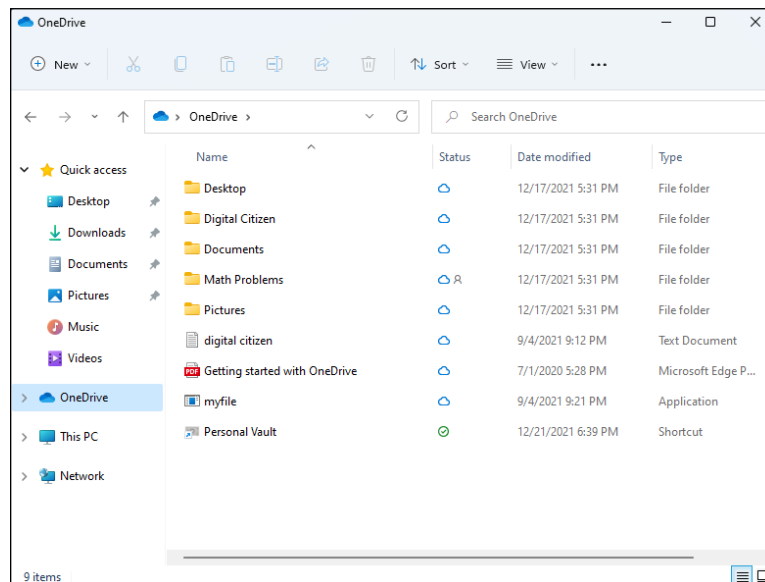 OneDrive
New
Sort
View
OneDrive
Search OneDrive
Quick access
Desktop
Downloads
Documents
Pictures
Music
Videos
OneDrive
This PC
Network
Name Status Date modified Type
Desktop 12/17/2021 5:31 PM File folder
Digital Citizen 12/17/2021 5:31 PM File folder
Documents 12/17/2021 5:31 PM File folder
Math Problems 12/17/2021 5:31 PM File folder
Pictures 12/17/2021 5:31 PM File folder
digital citizen 9/4/2021 9:12 PM Text Document
PDF Getting started with OneDrive 7/1/2020 5:28 PM Microsoft Edge P...
myfile 9/4/2021 9:21 PM Application
Personal Vault 12/21/2021 6:39 PM Shortcut
9 items